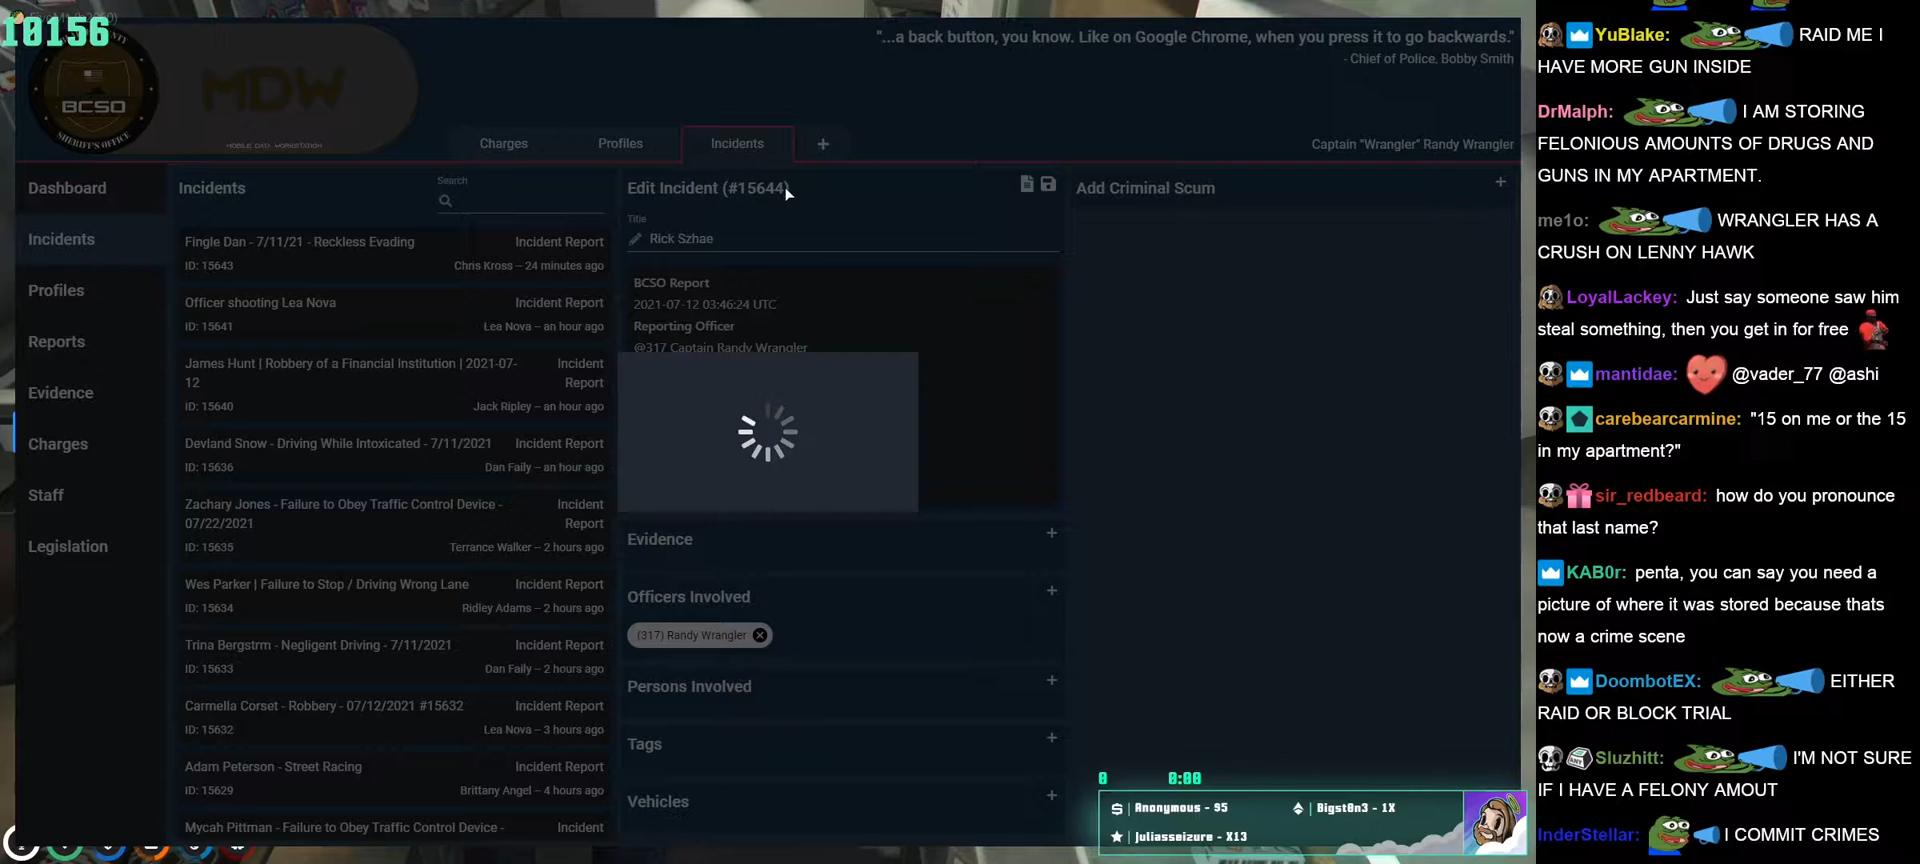 10156
BCSO
SHERIFF'S OFFICE
MDW
MOBILE DATA WORKSTATION
"...a back button, you know. Like on Google Chrome, when you press it to go backwards."
- Chief of Police, Bobby Smith
Charges
Profiles
Incidents
+
Captain "Wrangler" Randy Wrangler
Dashboard
Incidents
Profiles
Reports
Evidence
Charges
Staff
Legislation
Incidents
Search
Fingle Dan - 7/11/21 - Reckless Evading
Incident Report
ID: 15643
Chris Kross – 24 minutes ago
Officer shooting Lea Nova
Incident Report
ID: 15641
Lea Nova – an hour ago
James Hunt | Robbery of a Financial Institution | 2021-07-
12
Incident
Report
ID: 15640
Jack Ripley – an hour ago
Devland Snow - Driving While Intoxicated - 7/11/2021
Incident Report
ID: 15636
Dan Faily – an hour ago
Zachary Jones - Failure to Obey Traffic Control Device -
07/22/2021
Incident
Report
ID: 15635
Terrance Walker – 2 hours ago
Wes Parker | Failure to Stop / Driving Wrong Lane
Incident Report
ID: 15634
Ridley Adams – 2 hours ago
Trina Bergstrm - Negligent Driving - 7/11/2021
Incident Report
ID: 15633
Dan Faily – 2 hours ago
Carmella Corset - Robbery - 07/12/2021 #15632
Incident Report
ID: 15632
Lea Nova – 3 hours ago
Adam Peterson - Street Racing
Incident Report
ID: 15629
Brittany Angel – 4 hours ago
Mycah Pittman - Failure to Obey Traffic Control Device -
Incident
Edit Incident (#15644)
Title
Rick Szhae
BCSO Report
2021-07-12 03:46:24 UTC
Reporting Officer
@317 Captain Randy Wrangler
Evidence
+
Officers Involved
+
(317) Randy Wrangler
Persons Involved
+
Tags
+
Vehicles
+
Add Criminal Scum
+
0 0:00
Anonymous - 95
Bigst0n3 - 1X
juliasseizure - X13
YuBlake: RAID ME I
HAVE MORE GUN INSIDE
DrMalph: I AM STORING
FELONIOUS AMOUNTS OF DRUGS AND
GUNS IN MY APARTMENT.
me1o: WRANGLER HAS A
CRUSH ON LENNY HAWK
LoyalLackey: Just say someone saw him
steal something, then you get in for free
mantidae: @vader_77 @ashi
carebearcarmine: "15 on me or the 15
in my apartment?"
sir_redbeard: how do you pronounce
that last name?
KAB0r: penta, you can say you need a
picture of where it was stored because thats
now a crime scene
DoombotEX: EITHER
RAID OR BLOCK TRIAL
ANY
Sluzhitt: I'M NOT SURE
IF I HAVE A FELONY AMOUT
InderStellar: I COMMIT CRIMES